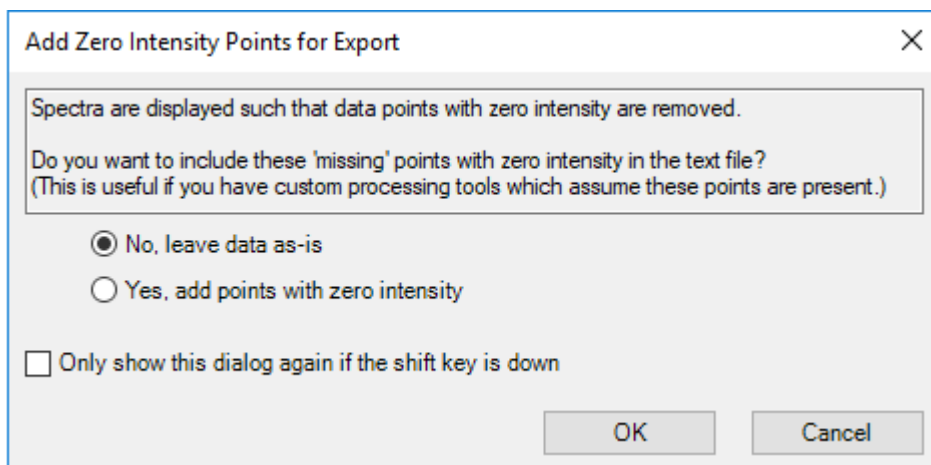 Add Zero Intensity Points for Export
Spectra are displayed such that data points with zero intensity are removed.
Do you want to include these 'missing' points with zero intensity in the text file?
(This is useful if you have custom processing tools which assume these points are present.)
No, leave data as-is
Yes, add points with zero intensity
Only show this dialog again if the shift key is down
OK Cancel